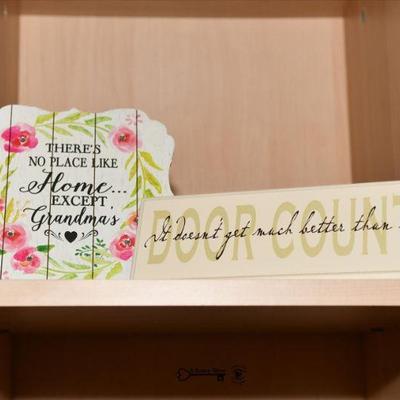 THERE'S
NO PLACE LIKE
Home...
EXCEPT
Grandma's
DOOR COUNT
It doesn't get much better than